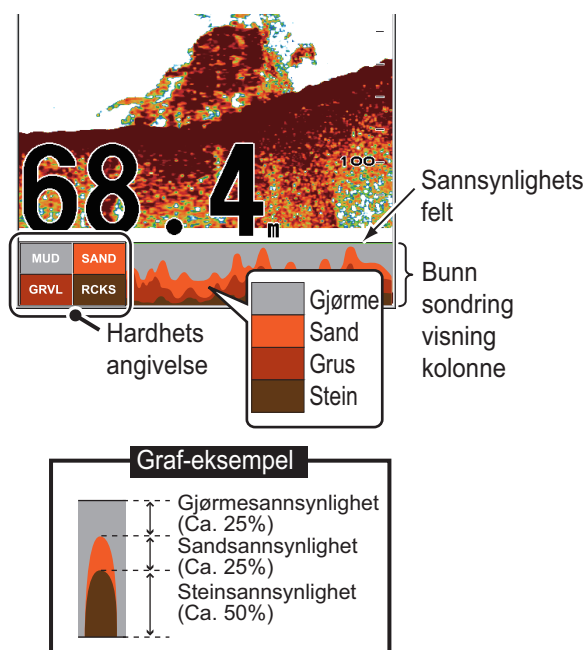 100
68.4m
Sannsynlighets
felt
MUD SAND
GRVL RCKS
Hardhets
angivelse
Gjørme
Sand
Grus
Stein
Bunn
sondring
visning
kolonne
Graf-eksempel
Gjørmesannsynlighet
(Ca. 25%)
Sandsannsynlighet
(Ca. 25%)
Steinsannsynlighet
(Ca. 50%)